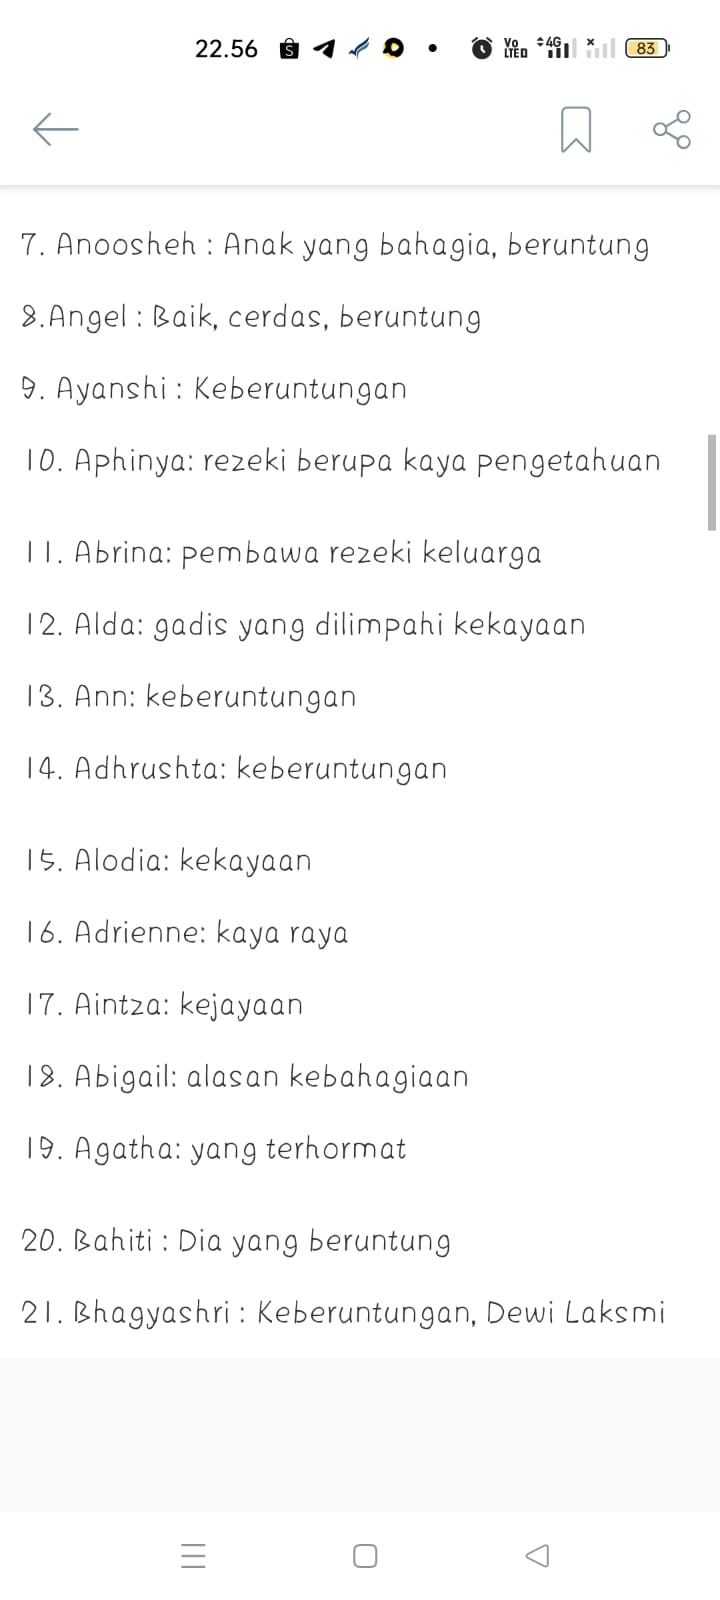 22.56
VO LTED 4G 83
7. Anoosheh : Anak yang bahagia, beruntung
8.Angel : Baik, cerdas, beruntung
9. Ayanshi : Keberuntungan
10. Aphinya: rezeki berupa kaya pengetahuan
11. Abrina: pembawa rezeki keluarga
12. Alda: gadis yang dilimpahi kekayaan
13. Ann: keberuntungan
14. Adhrushta: keberuntungan
15. Alodia: kekayaan
16. Adrienne: kaya raya
17. Aintza: kejayaan
18. Abigail: alasan kebahagiaan
19. Agatha: yang terhormat
20. Bahiti : Dia yang beruntung
21. Bhagyashri : Keberuntungan, Dewi Laksmi